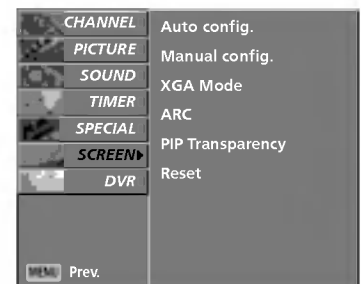 CHANNEL
PICTURE
SOUND
TIMER
SPECIAL
SCREEN
DVR
Auto config.
Manual config.
XGA Mode
ARC
PIP Transparency
Reset
MENU Prev.